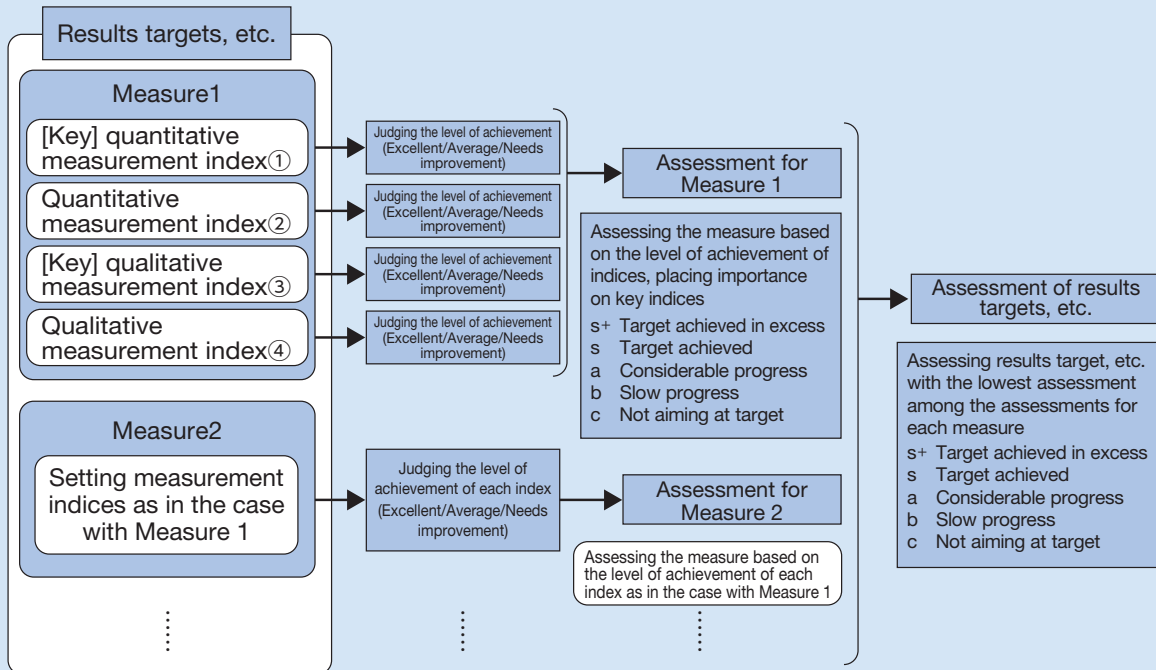 Results targets, etc.
Measure1
[Key] quantitative
measurement index①
Quantitative
measurement index②
[Key] qualitative
measurement index③
Qualitative
measurement index④
Judging the level of achievement
(Excellent/Average/Needs
improvement)
Judging the level of achievement
(Excellent/Average/Needs
improvement)
Judging the level of achievement
(Excellent/Average/Needs
improvement)
Judging the level of achievement
(Excellent/Average/Needs
improvement)
Assessment for
Measure 1
Assessing the measure based
on the level of achievement of
indices, placing importance
on key indices
s+ Target achieved in excess
s Target achieved
a Considerable progress
b Slow progress
c Not aiming at target
Measure2
Setting measurement
indices as in the case
with Measure 1
Judging the level of
achievement of each index
(Excellent/Average/Needs
improvement)
Assessment for
Measure 2
Assessing the measure based on
the level of achievement of each
index as in the case with Measure 1
Assessment of results
targets, etc.
Assessing results target, etc.
with the lowest assessment
among the assessments for
each measure
s+ Target achieved in excess
s Target achieved
a Considerable progress
b Slow progress
c Not aiming at target